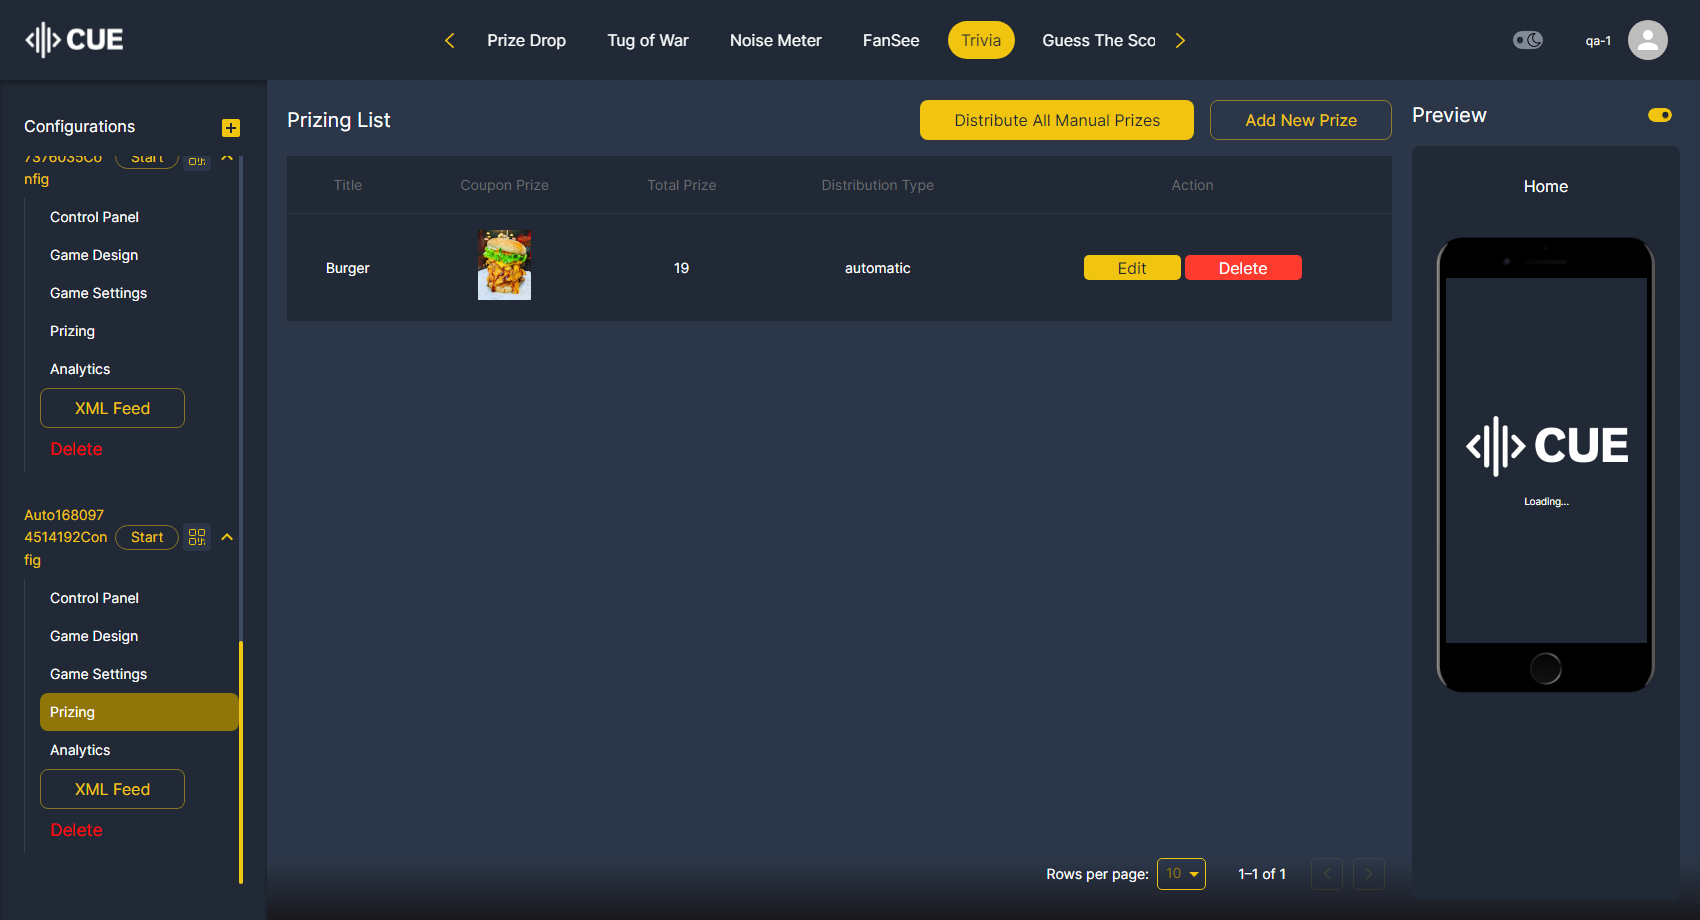 CUE
Prize Drop
Tug of War
Noise Meter
FanSee
Trivia
Guess The Sco
qa-1
Configurations
7376035Co
nfig
Start
Control Panel
Game Design
Game Settings
Prizing
Analytics
XML Feed
Delete
Auto168097
4514192Con
fig
Start
Control Panel
Game Design
Game Settings
Prizing
Analytics
XML Feed
Delete
Prizing List
Distribute All Manual Prizes
Add New Prize
Title
Coupon Prize
Total Prize
Distribution Type
Action
Burger
19
automatic
Edit
Delete
Rows per page:
10
1–1 of 1
Preview
Home
CUE
Loading...